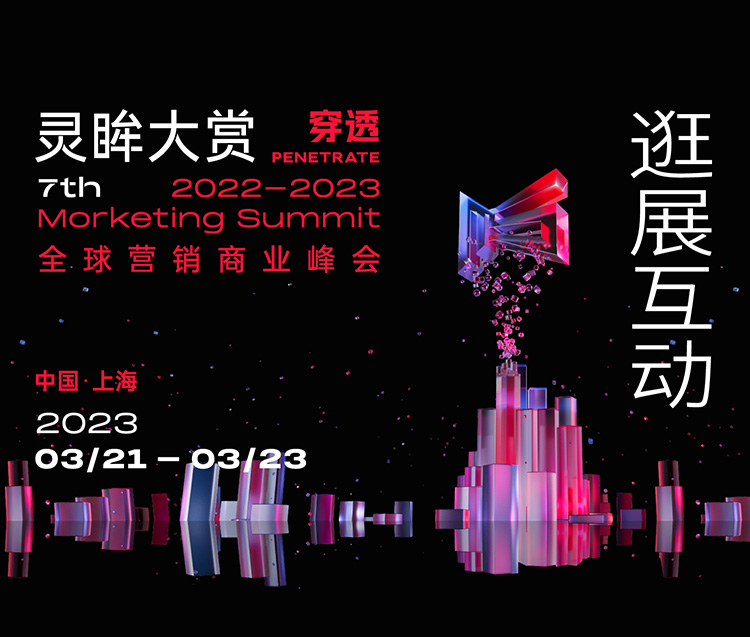 灵眸大赏
穿透
PENETRATE
7th 2022–2023
Morketing Summit
全球营销商业峰会
中国·上海
2023
03/21 – 03/23
逛展互动